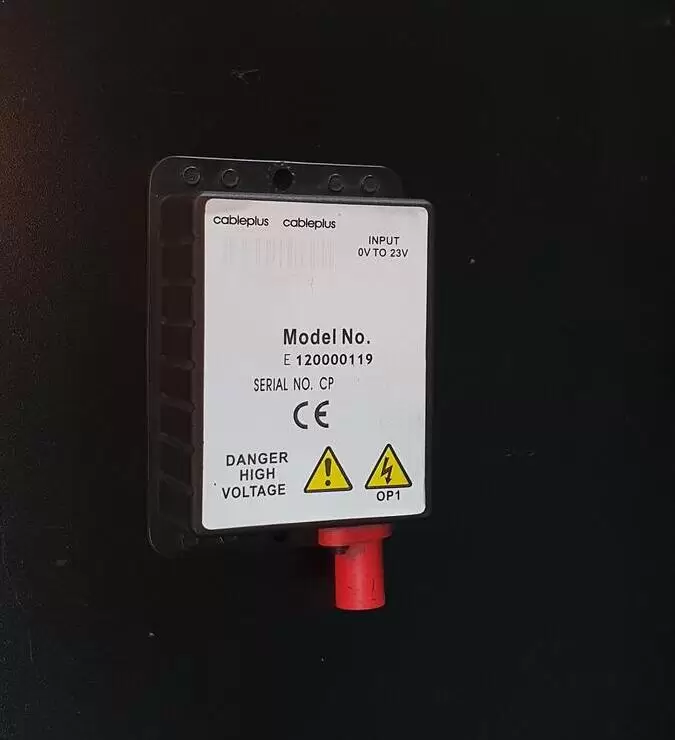 cableplus cableplus
INPUT
0V TO 23V
Model No.
E 120000119
SERIAL NO. CP
CE
DANGER
HIGH
VOLTAGE
OP1